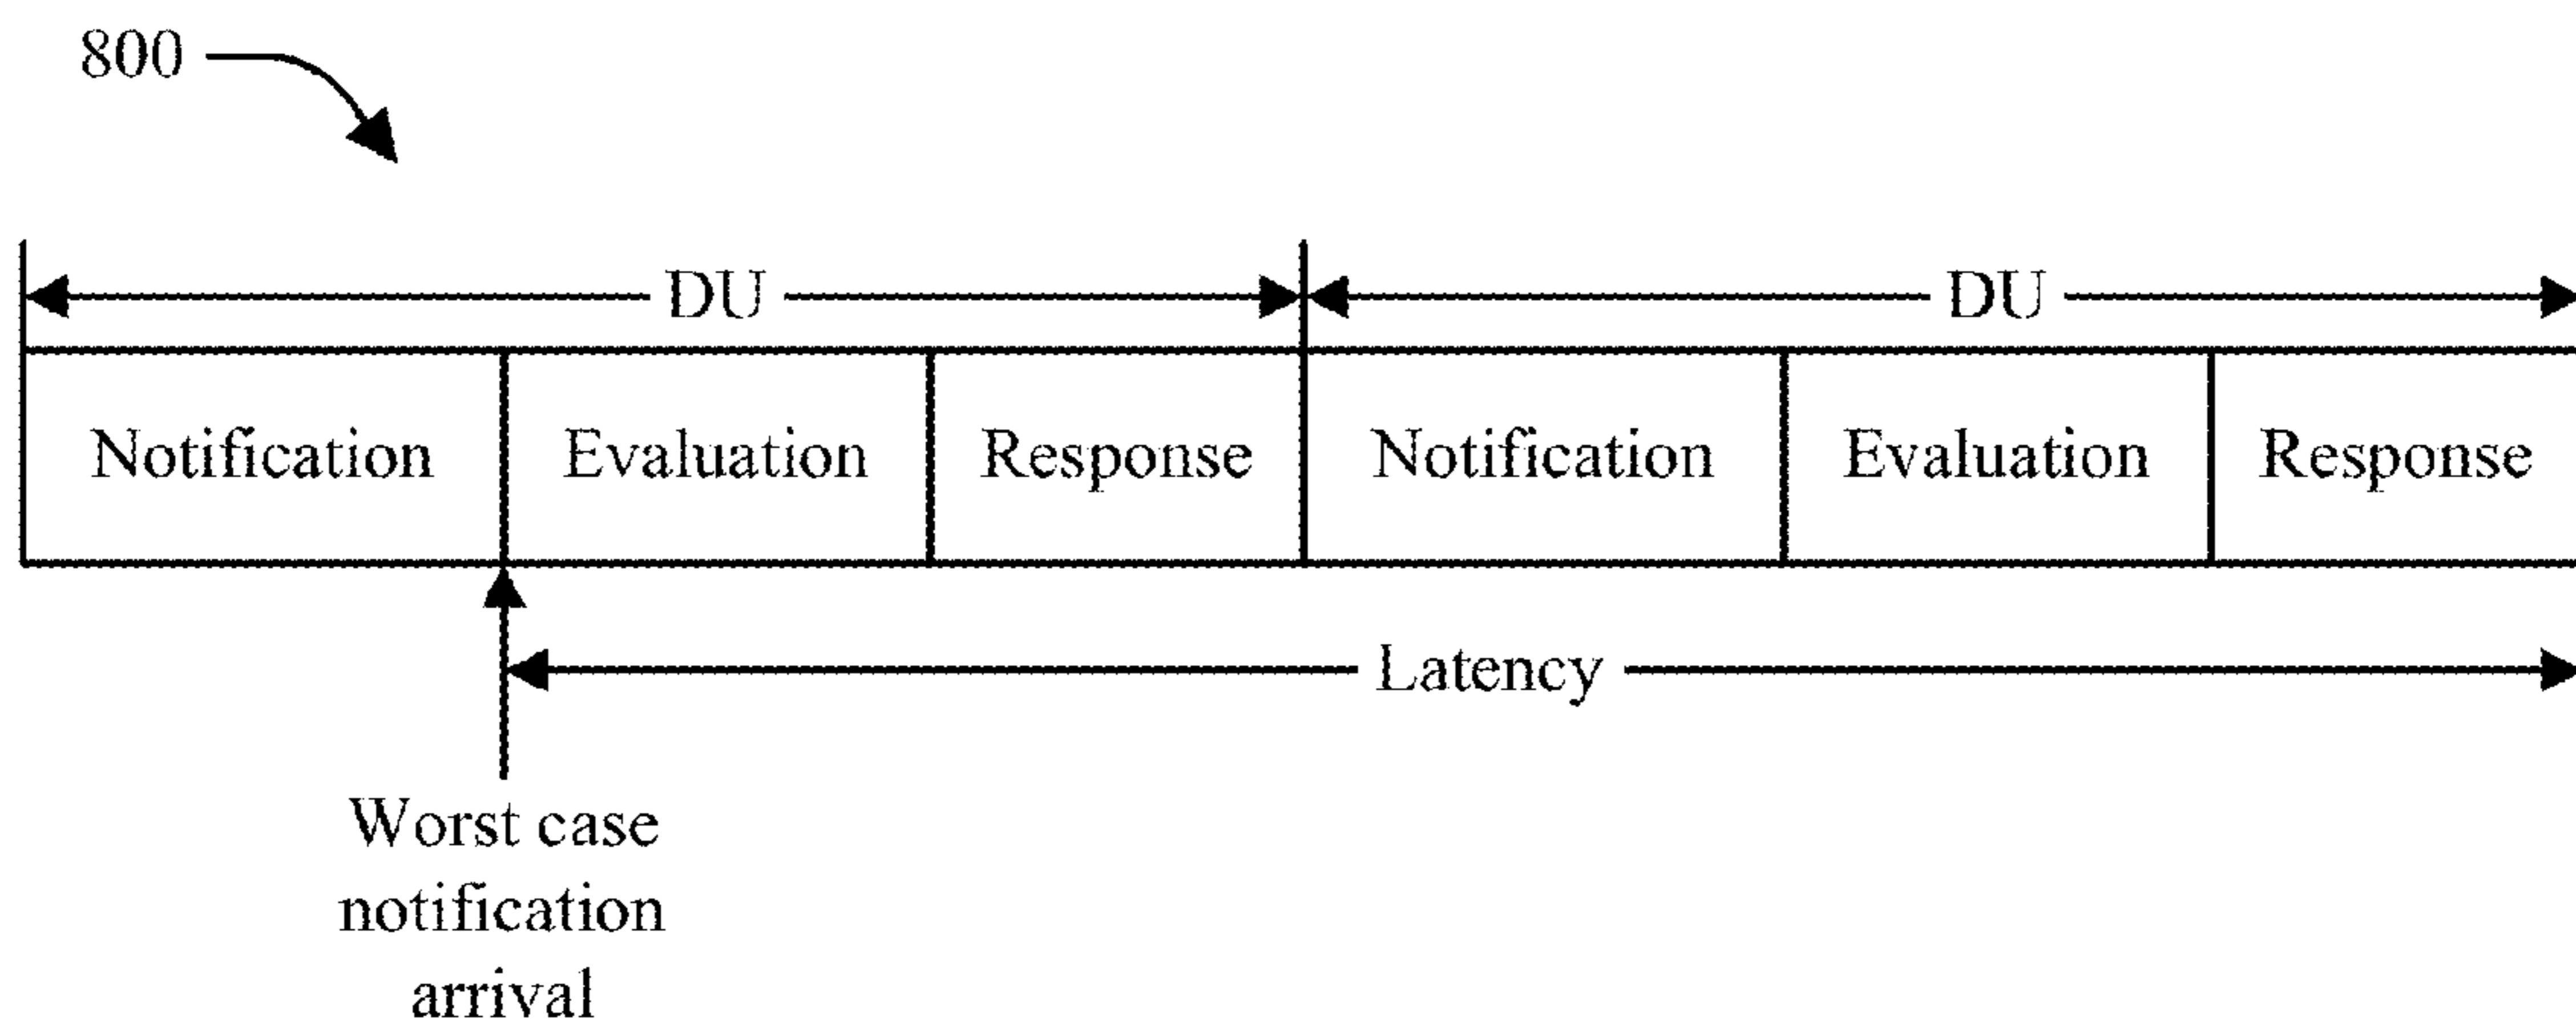 800
DU DU
Notification Evaluation Response Notification Evaluation Response
Latency
Worst case
notification
arrival